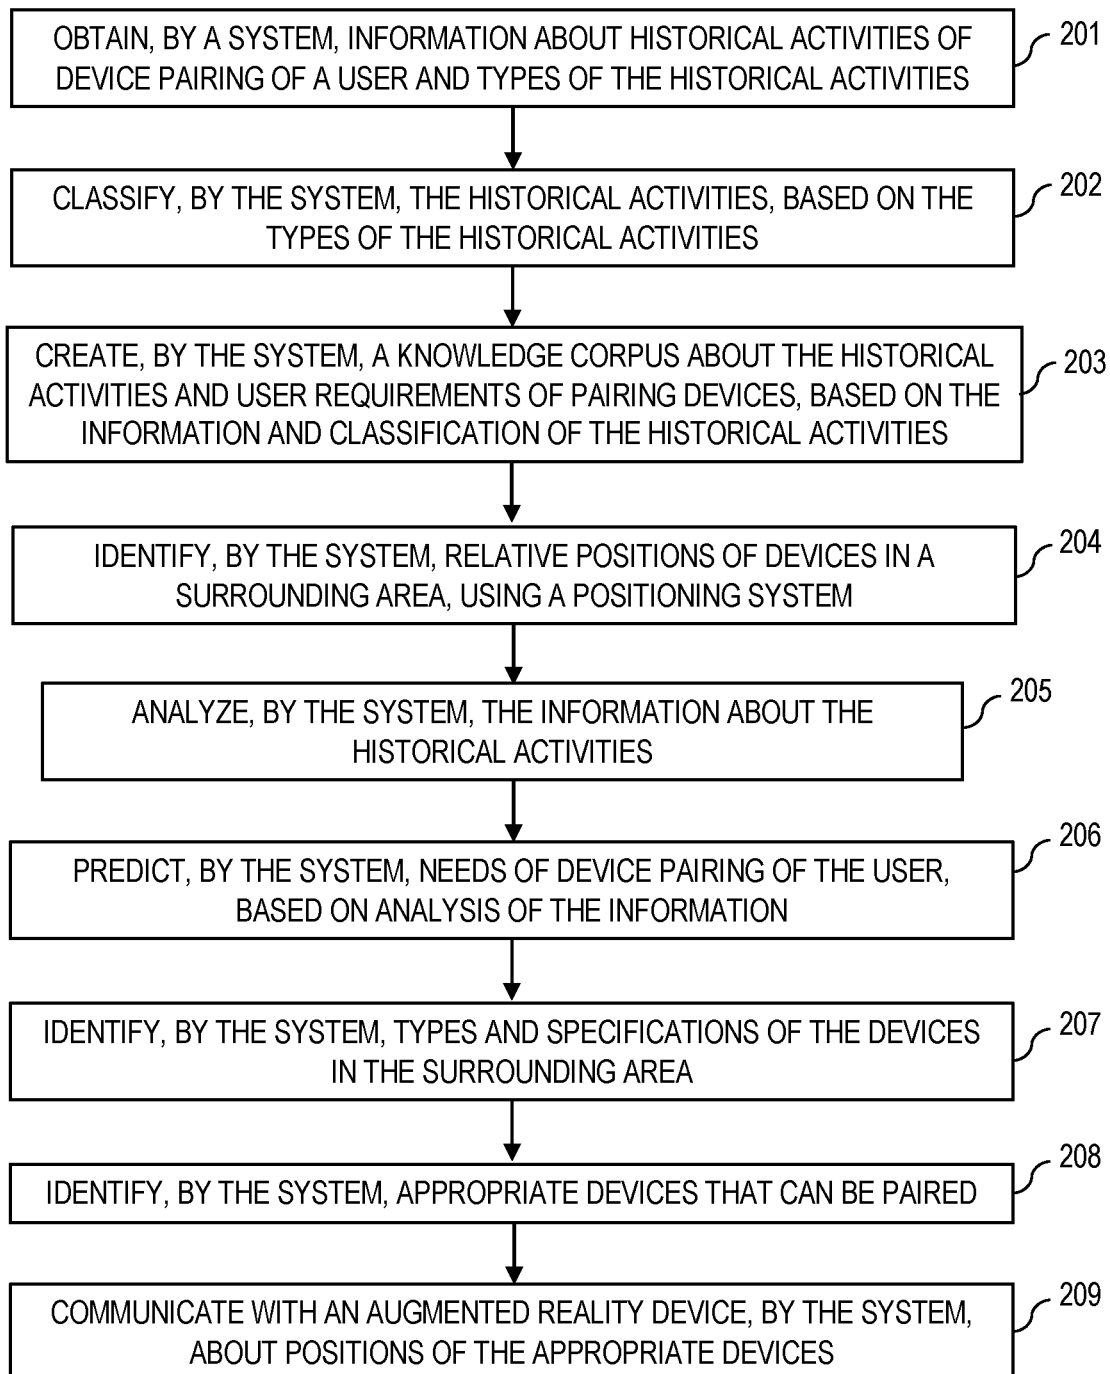 OBTAIN, BY A SYSTEM, INFORMATION ABOUT HISTORICAL ACTIVITIES OF
DEVICE PAIRING OF A USER AND TYPES OF THE HISTORICAL ACTIVITIES
201
CLASSIFY, BY THE SYSTEM, THE HISTORICAL ACTIVITIES, BASED ON THE
TYPES OF THE HISTORICAL ACTIVITIES
202
CREATE, BY THE SYSTEM, A KNOWLEDGE CORPUS ABOUT THE HISTORICAL
ACTIVITIES AND USER REQUIREMENTS OF PAIRING DEVICES, BASED ON THE
INFORMATION AND CLASSIFICATION OF THE HISTORICAL ACTIVITIES
203
IDENTIFY, BY THE SYSTEM, RELATIVE POSITIONS OF DEVICES IN A
SURROUNDING AREA, USING A POSITIONING SYSTEM
204
ANALYZE, BY THE SYSTEM, THE INFORMATION ABOUT THE
HISTORICAL ACTIVITIES
205
PREDICT, BY THE SYSTEM, NEEDS OF DEVICE PAIRING OF THE USER,
BASED ON ANALYSIS OF THE INFORMATION
206
IDENTIFY, BY THE SYSTEM, TYPES AND SPECIFICATIONS OF THE DEVICES
IN THE SURROUNDING AREA
207
IDENTIFY, BY THE SYSTEM, APPROPRIATE DEVICES THAT CAN BE PAIRED
208
COMMUNICATE WITH AN AUGMENTED REALITY DEVICE, BY THE SYSTEM,
ABOUT POSITIONS OF THE APPROPRIATE DEVICES
209